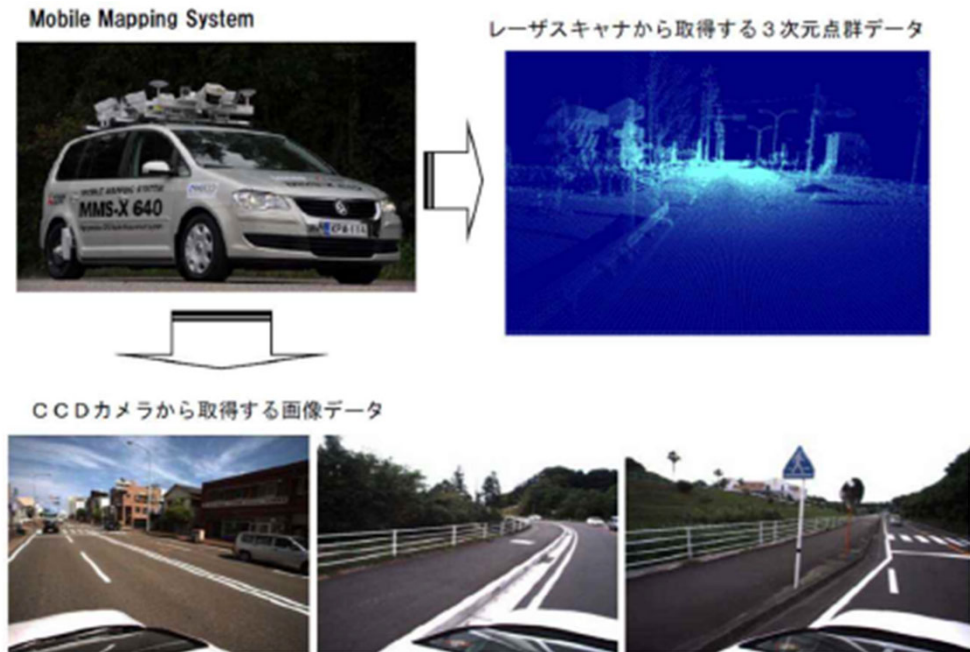 Mobile Mapping System
レーザスキャナから取得する３次元点群データ
MOBILE MAPPING SYSTEM
MMS-X 640
ＣＣＤカメラから取得する画像データ